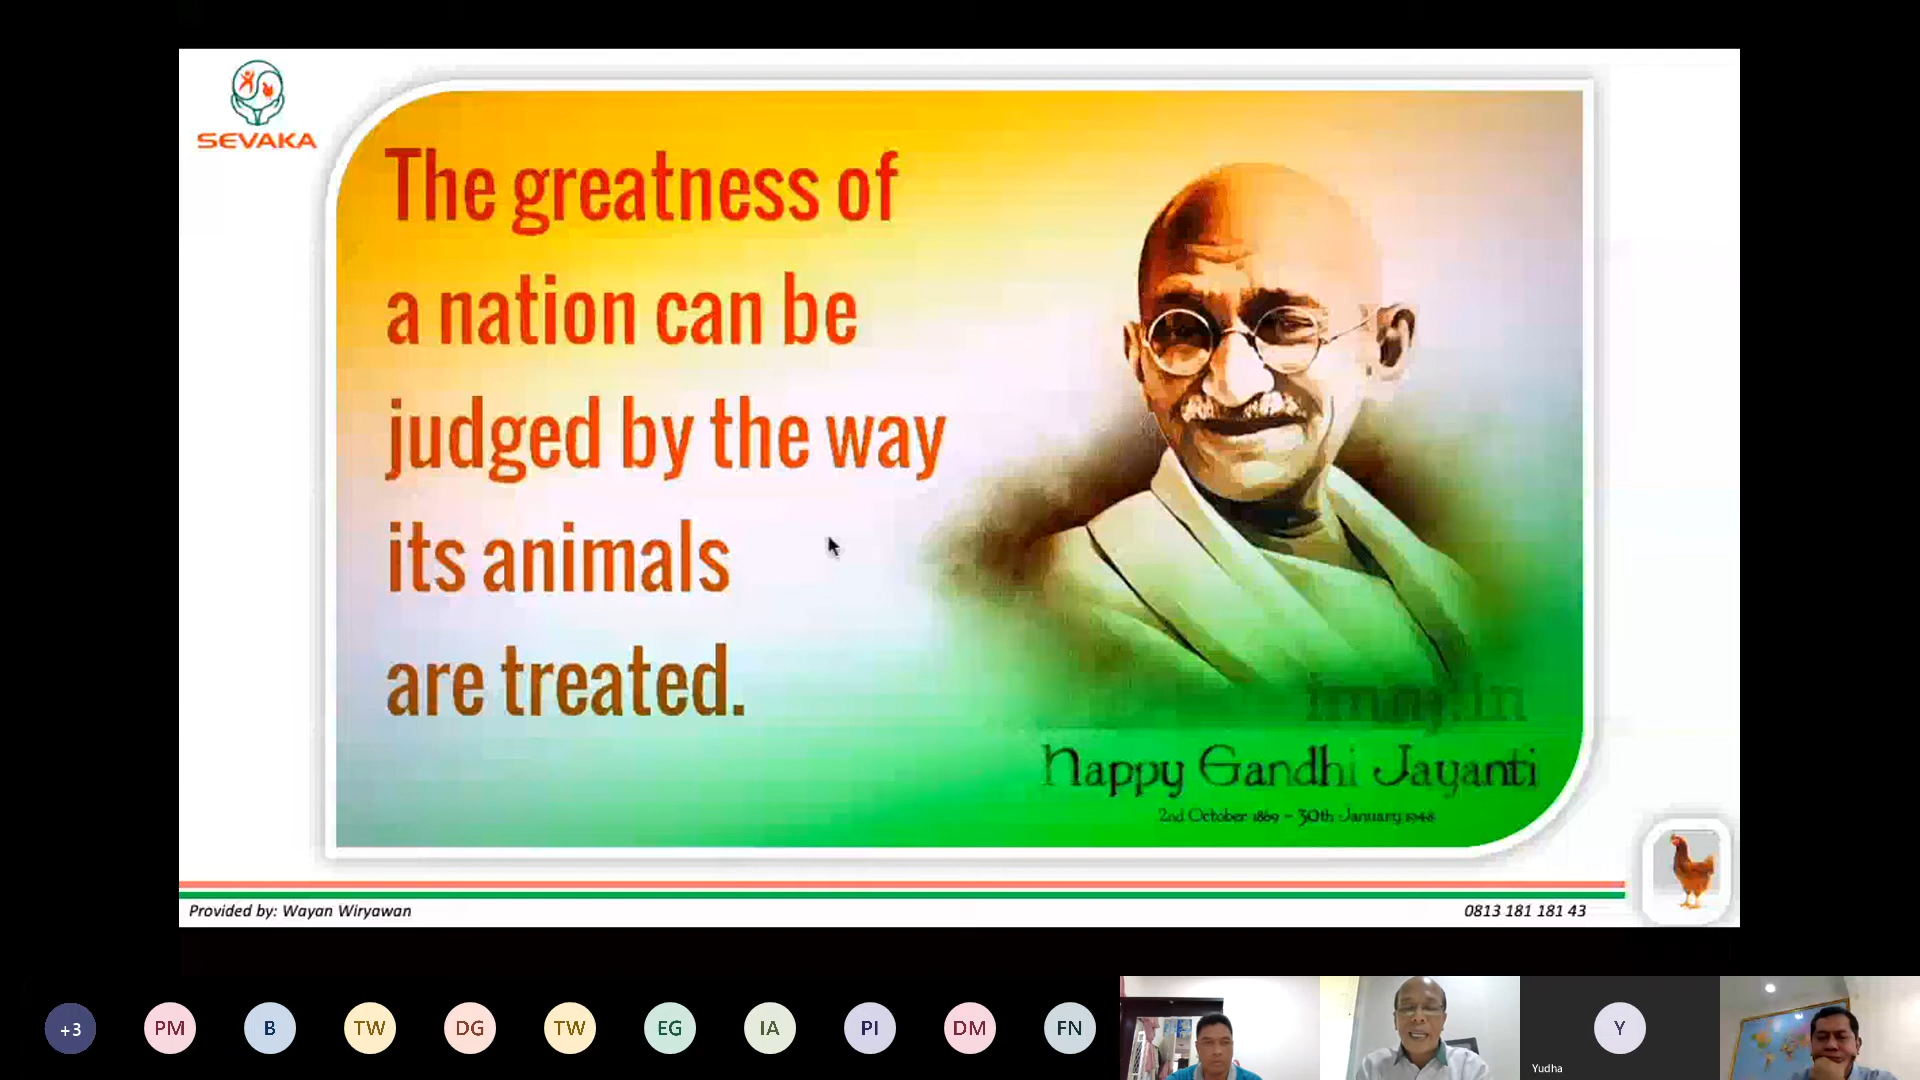 SEVAKA
The greatness of
a nation can be
judged by the way
its animals
are treated.
imag.in
Happy Gandhi Jayanti
2nd October 1869 - 30th January 1948
Provided by: Wayan Wiryawan
0813 181 181 43
+3
PM
B
TW
DG
TW
EG
IA
PI
DM
FN
Y
Yudha